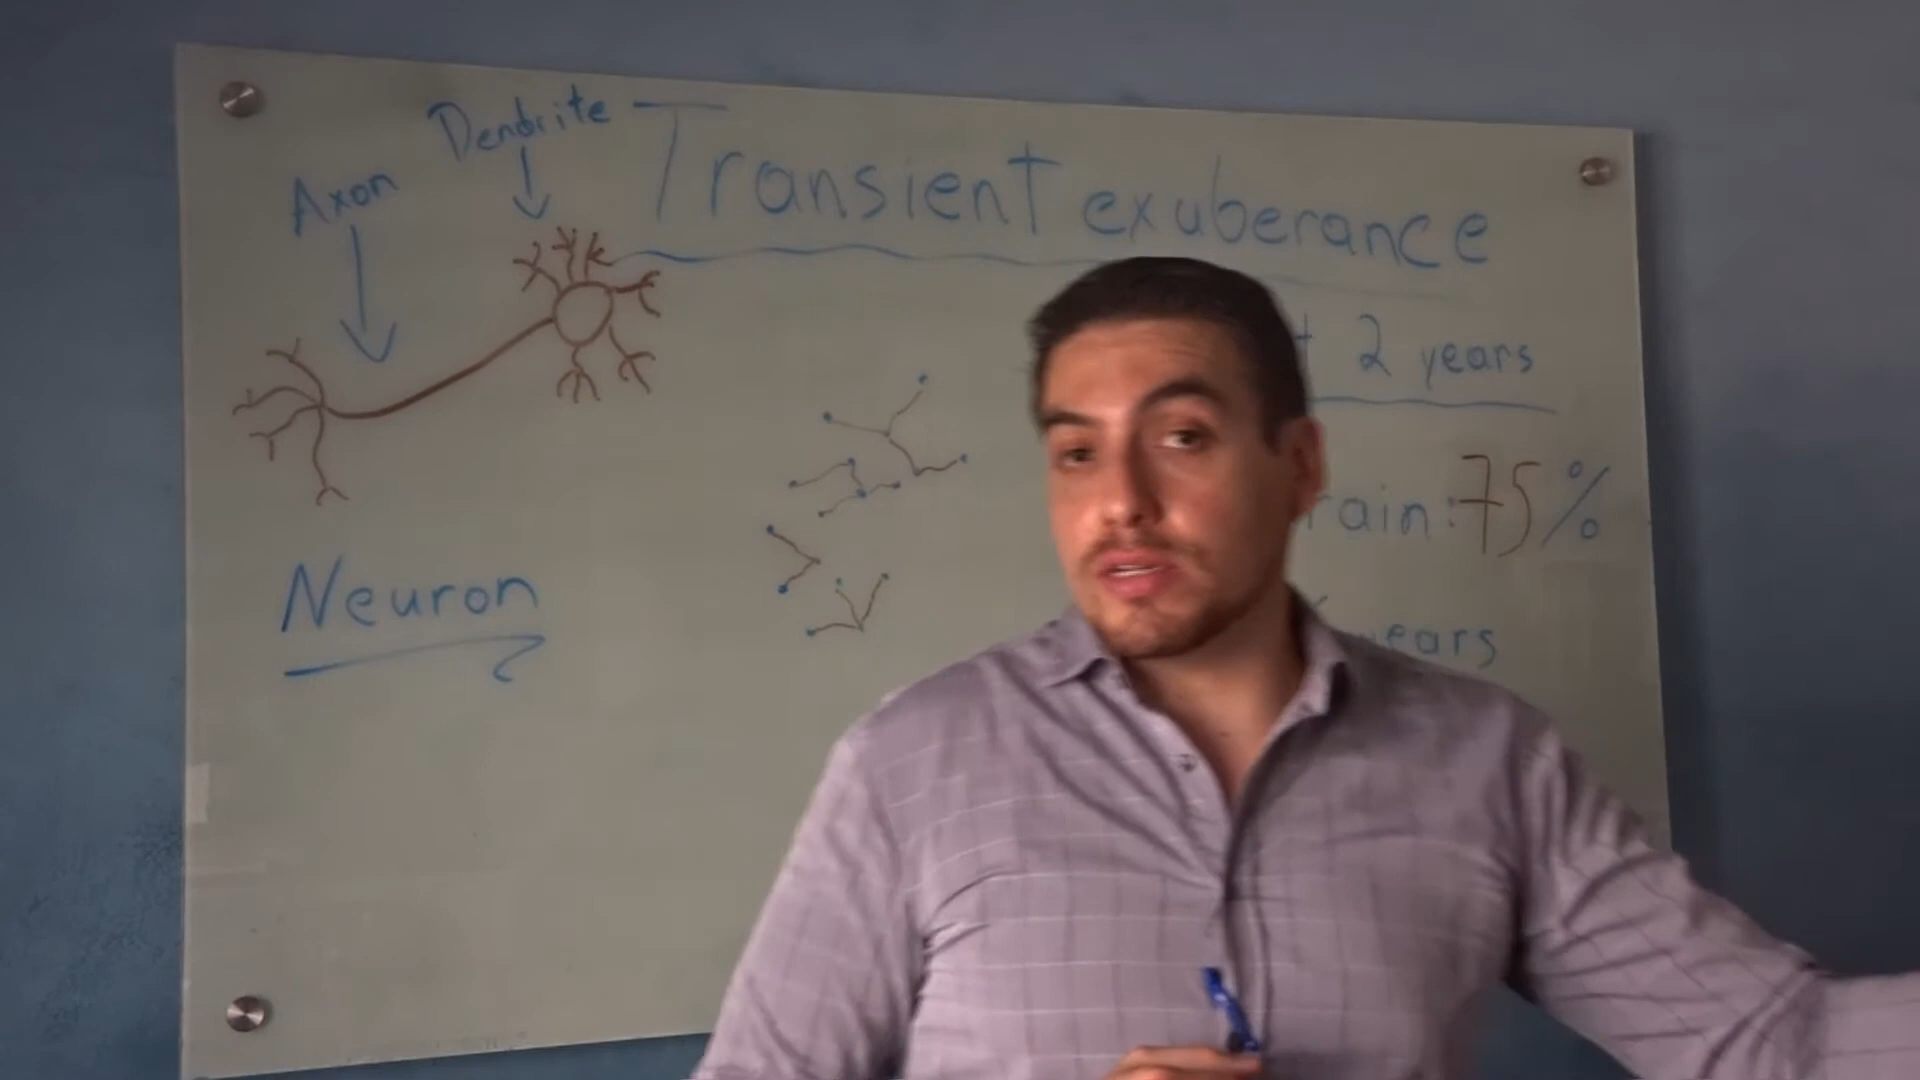 Dendrite
Axon
Transient exuberance
2 years
75%
Neuron